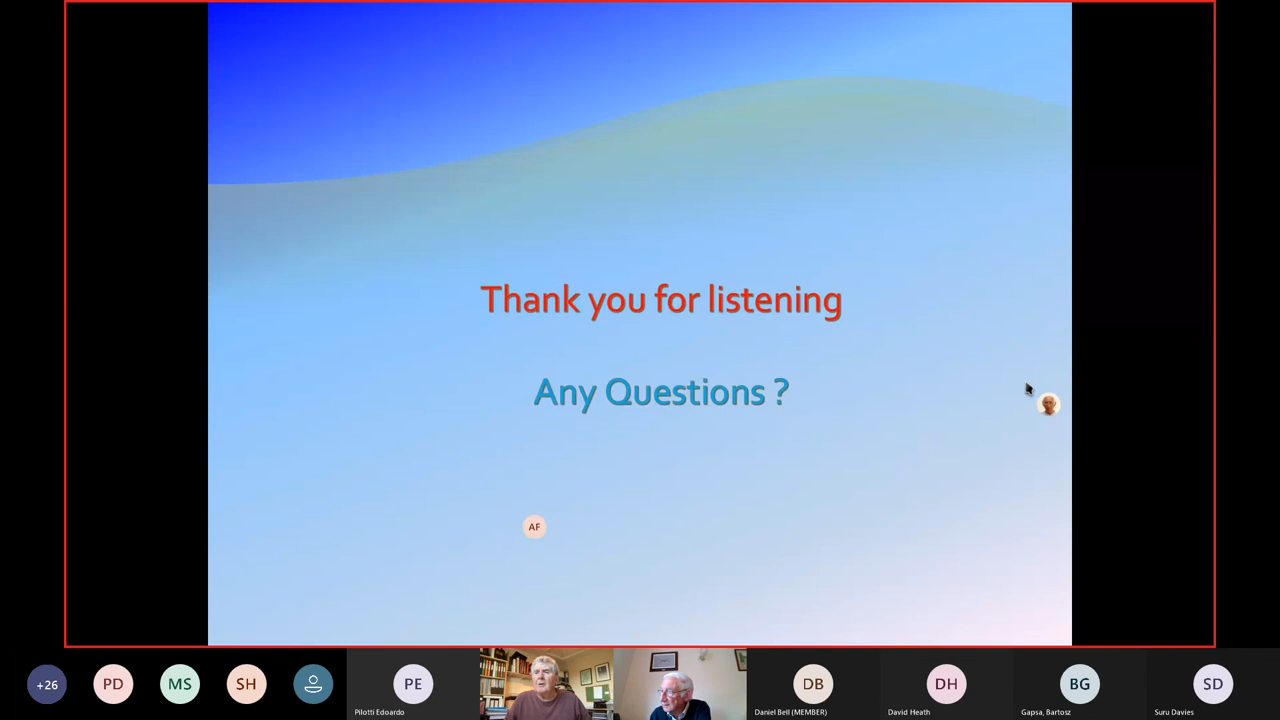 Thank you for listening
Any Questions ?
AF
+26
PD
MS
SH
PE
Pilotti Edoardo
DB
Daniel Bell (MEMBER)
DH
David Heath
BG
Gapsa, Bartosz
SD
Suru Davies